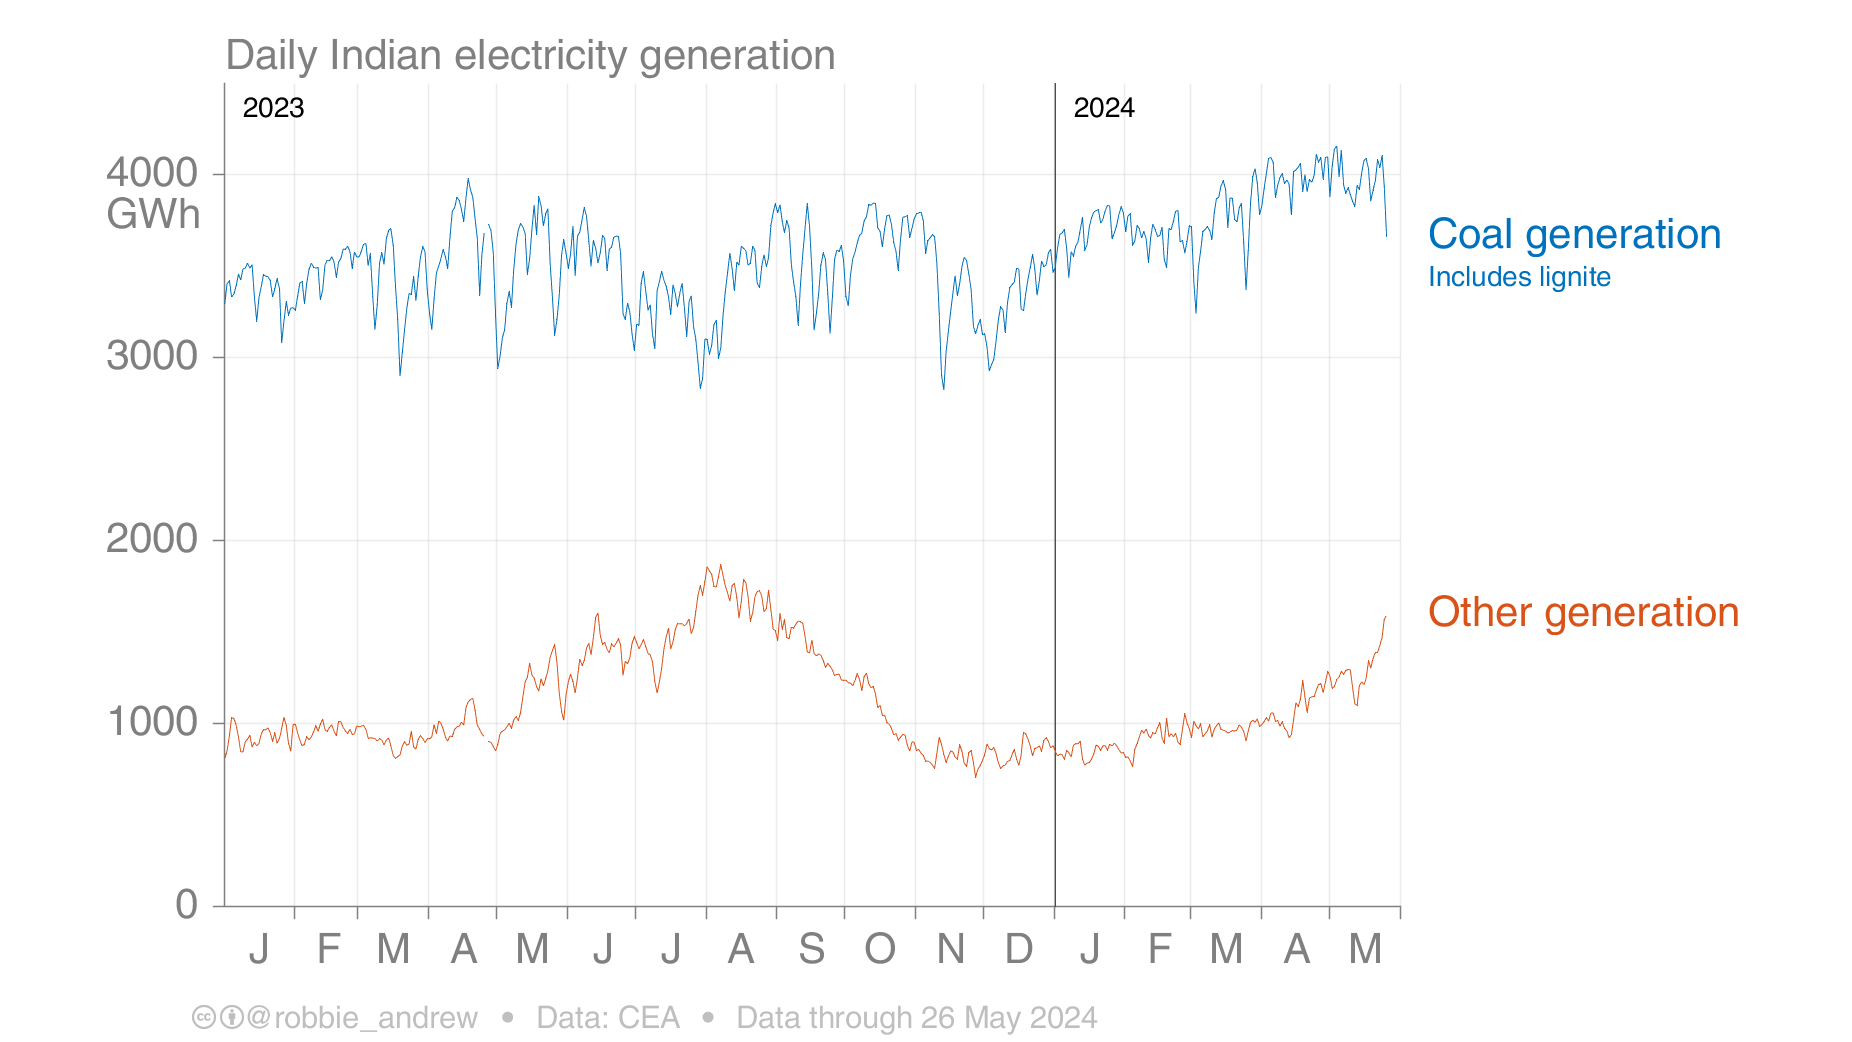 Daily Indian electricity generation
2023
2024
4000
GWh
3000
2000
1000
0
Coal generation
Includes lignite
Other generation
J F M A M J J A S O N D J F M A M
@robbie_andrew • Data: CEA • Data through 26 May 2024